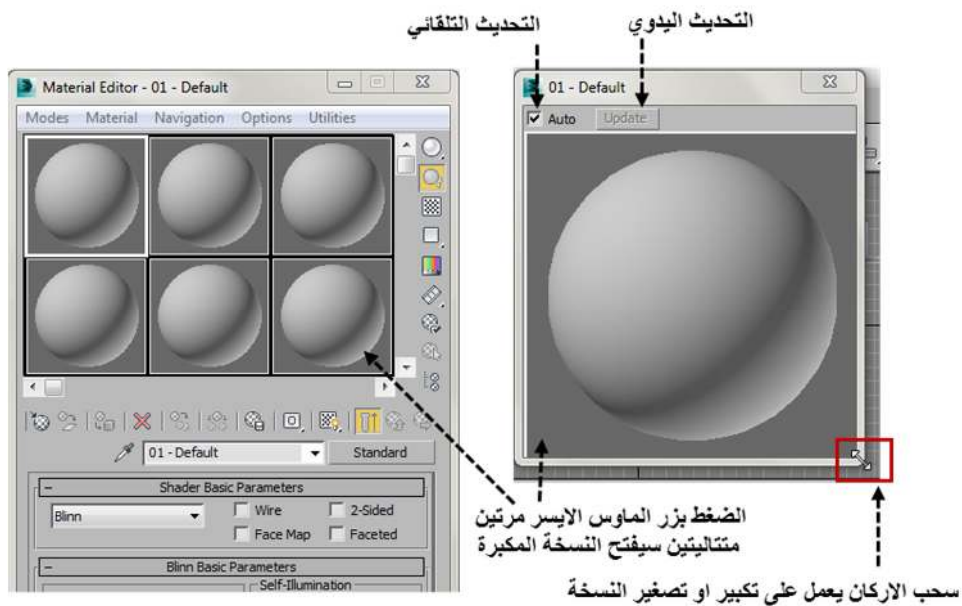 التحديث التلقائي
التحديث اليدوي
Material Editor - 01 - Default
Modes Material Navigation Options Utilities
01 - Default
Auto Update
01 - Default Standard
Shader Basic Parameters
Blinn
Wire 2-Sided
Face Map Faceted
Blinn Basic Parameters
Self-Illumination
الضغط بزر الماوس الايسر مرتين
متتاليتين سيفتح النسخة المكبرة
سحب الاركان يعمل على تكبير او تصغير النسخة